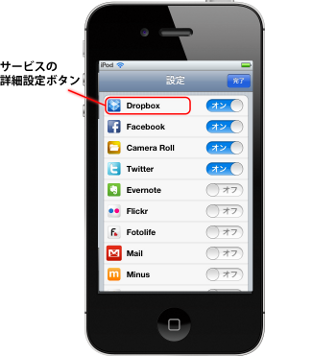 サービスの
詳細設定ボタン
iPod
設定
完了
Dropbox オン
Facebook オン
Camera Roll オン
Twitter オン
Evernote オフ
Flickr オフ
Fotolife オフ
Mail オフ
Minus オフ